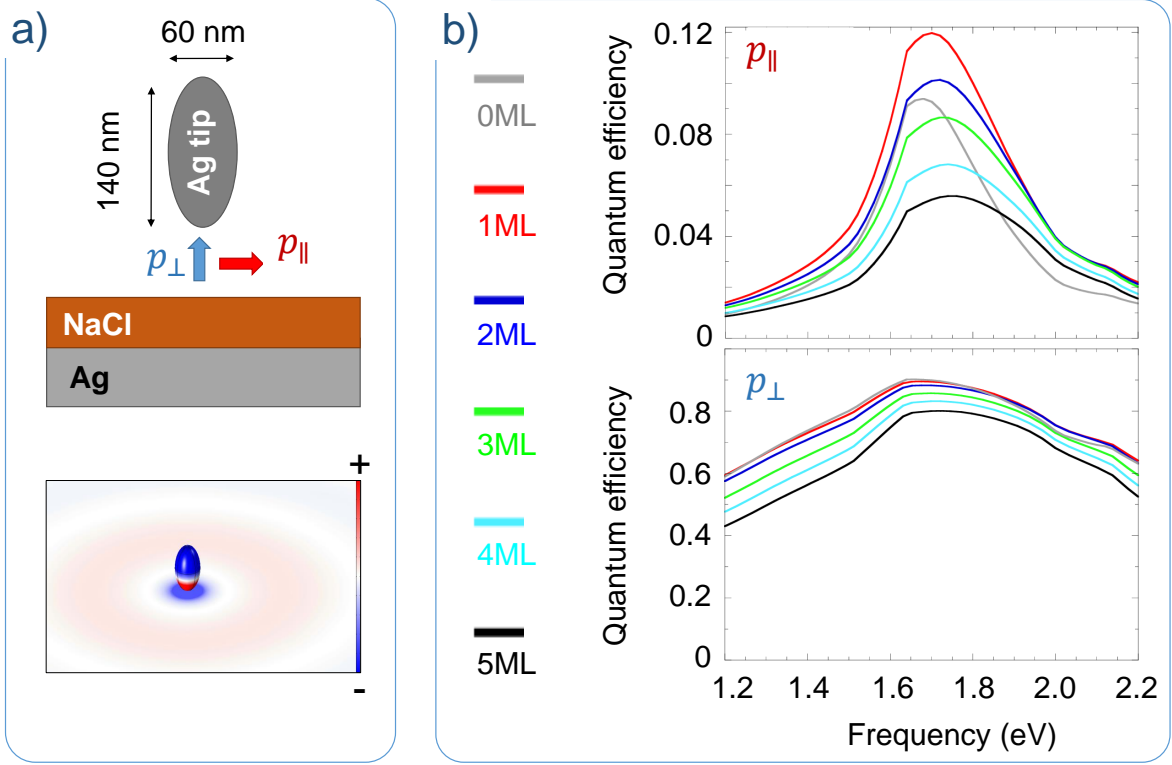 a)
60 nm
140 nm
Ag tip
p⊥
p∥
NaCl
Ag
+
-
b)
0ML
1ML
2ML
3ML
4ML
5ML
Quantum efficiency
0.12
0.08
0.04
0
p∥
Quantum efficiency
0.8
0.6
0.4
0.2
0
p⊥
1.2 1.4 1.6 1.8 2.0 2.2
Frequency (eV)